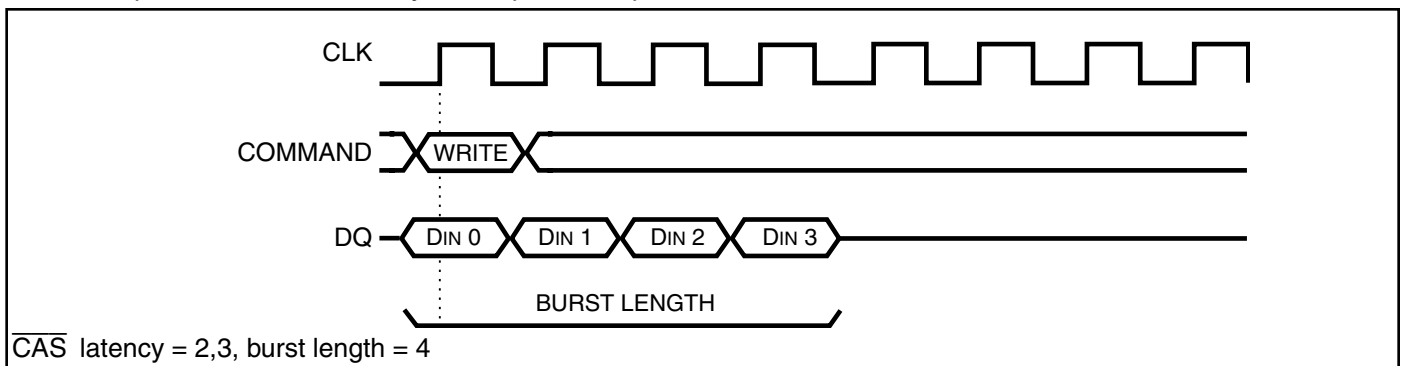 CLK
COMMAND WRITE
DQ DIN 0 DIN 1 DIN 2 DIN 3
BURST LENGTH
CAS latency = 2,3, burst length = 4